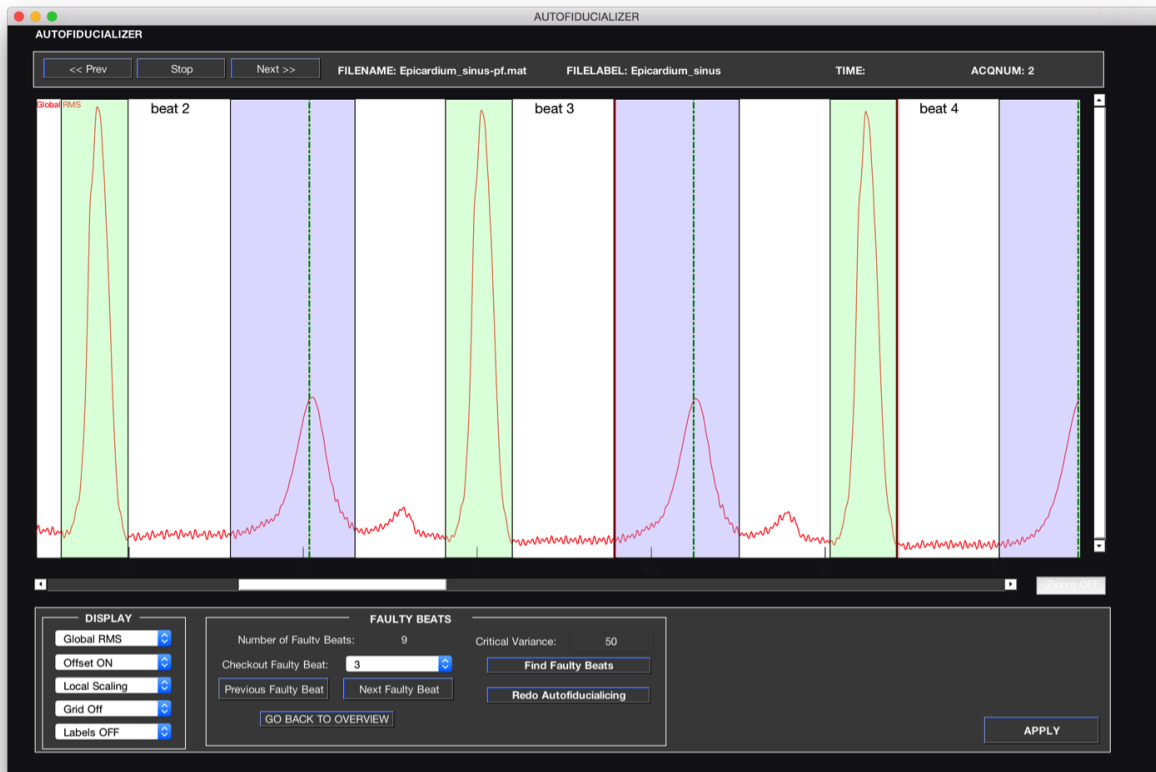 AUTOFIDUCIALIZER
AUTOFIDUCIALIZER
<< Prev
Stop
Next >>
FILENAME: Epicardium_sinus-pf.mat
FILELABEL: Epicardium_sinus
TIME:
ACQNUM: 2
Global RMS
beat 2
beat 3
beat 4
Zoom OFF
DISPLAY
Global RMS
Offset ON
Local Scaling
Grid Off
Labels OFF
FAULTY BEATS
Number of Faulty Beats:
9
Critical Variance:
50
Checkout Faulty Beat:
3
Find Faulty Beats
Previous Faulty Beat
Next Faulty Beat
Redo Autofiducialicing
GO BACK TO OVERVIEW
APPLY